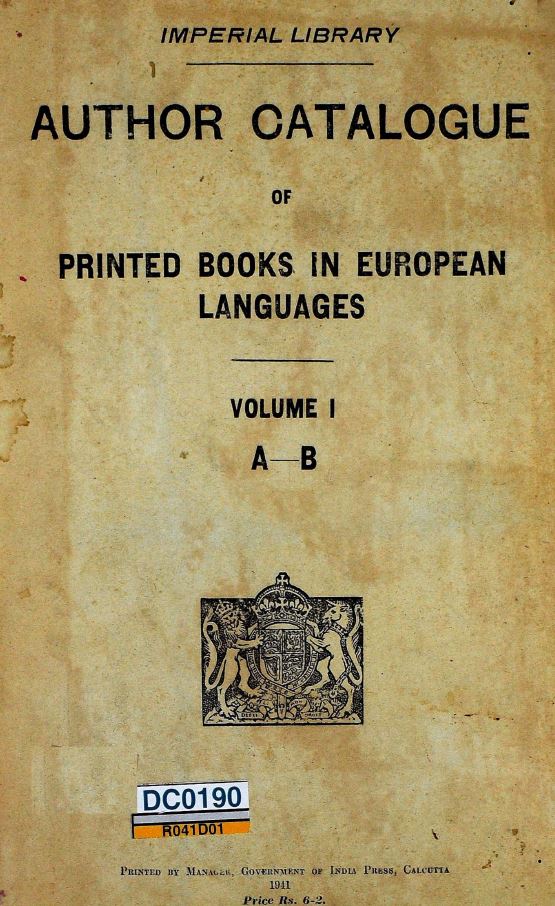 IMPERIAL LIBRARY
AUTHOR CATALOGUE
OF
PRINTED BOOKS IN EUROPEAN
LANGUAGES
VOLUME I
A—B
DC0190
R041D01
PRINTED BY MANAGER, GOVERNMENT OF INDIA PRESS, CALCUTTA
1941
Price Rs. 6-2.